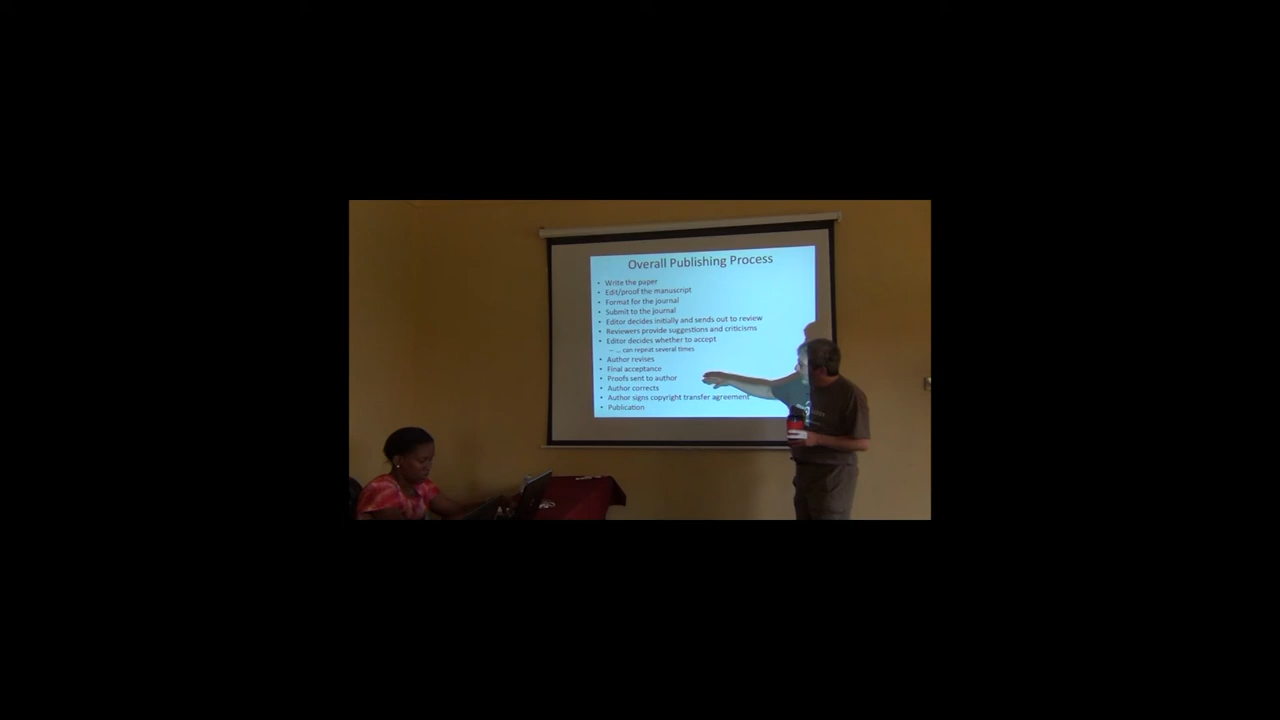 Overall Publishing Process
• Write the paper
• Edit/proof the manuscript
• Format for the journal
• Submit to the journal
• Editor decides initially and sends out to review
• Reviewers provide suggestions and criticisms
• Editor decides whether to accept
– ... can repeat several times
• Author revises
• Final acceptance
• Proofs sent to author
• Author corrects
• Author signs copyright transfer agreement
• Publication